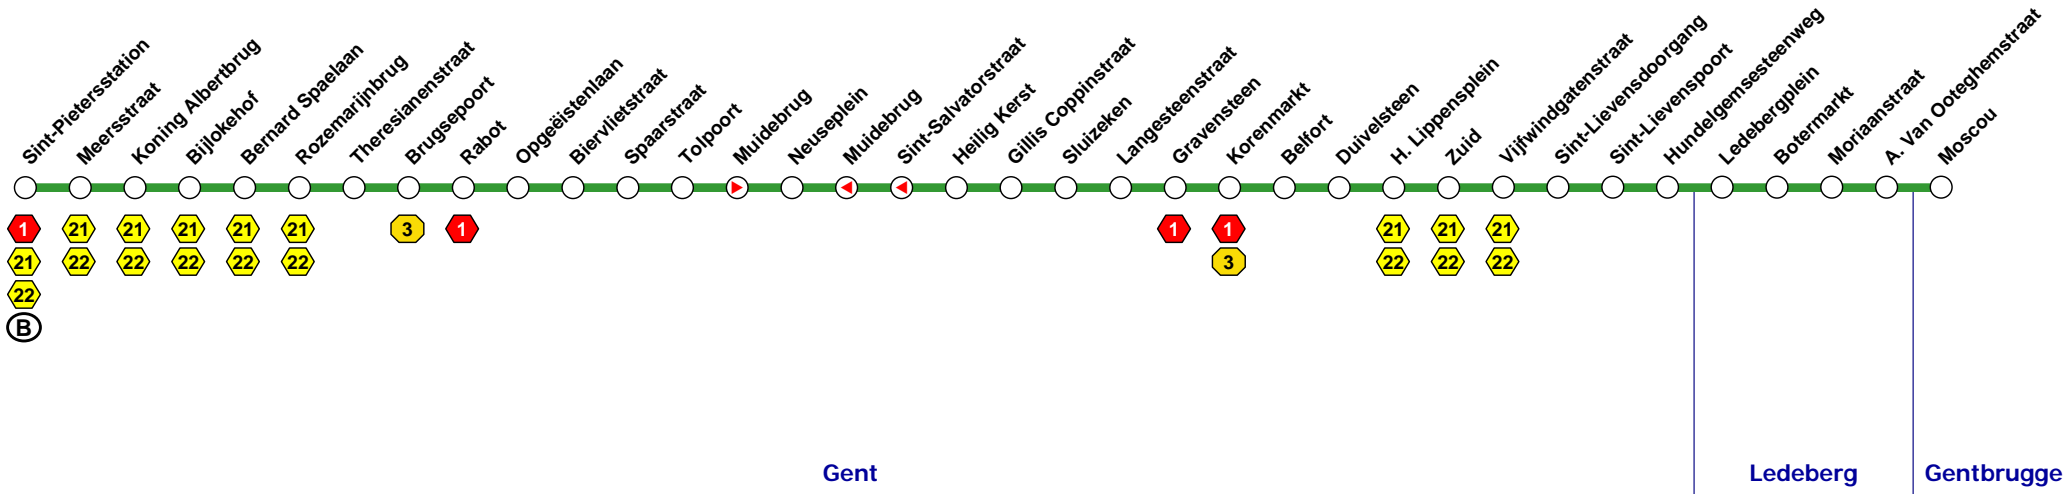 Sint-Pietersstation
Meersstraat
Koning Albertbrug
Bijlokehof
Bernard Spaelaan
Rozemarijnbrug
Theresianenstraat
Brugsepoort
Rabot
Opgeëistenlaan
Biervlietstraat
Spaarstraat
Tolpoort
Muidebrug
Neuseplein
Muidebrug
Sint-Salvatorstraat
Heilig Kerst
Gillis Coppinstraat
Sluizeken
Langesteenstraat
Gravensteen
Korenmarkt
Belfort
Duivelsteen
H. Lippensplein
Zuid
Vijfwindgatenstraat
Sint-Lievensdoorgang
Sint-Lievenspoort
Hundelgemsesteenweg
Ledebergplein
Botermarkt
Moriaanstraat
A. Van Ooteghemstraat
Moscou
1 21 21 21 21 21 3 1 1 1 21 21 21
21 22 22 22 22 22 3 22 22 22
22
B
Gent Ledeberg Gentbrugge